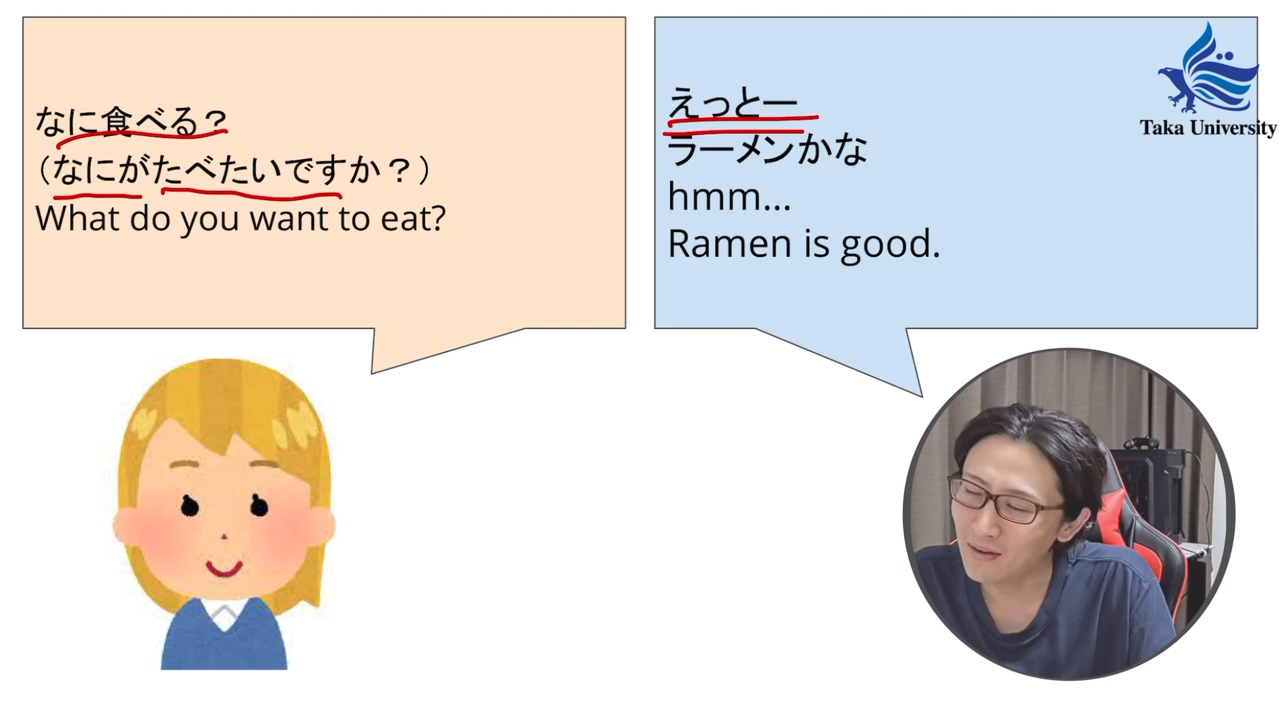 なに食べる？
（なにがたべたいですか？）
What do you want to eat?
えっとー
ラーメンかな
hmm...
Ramen is good.
Taka University